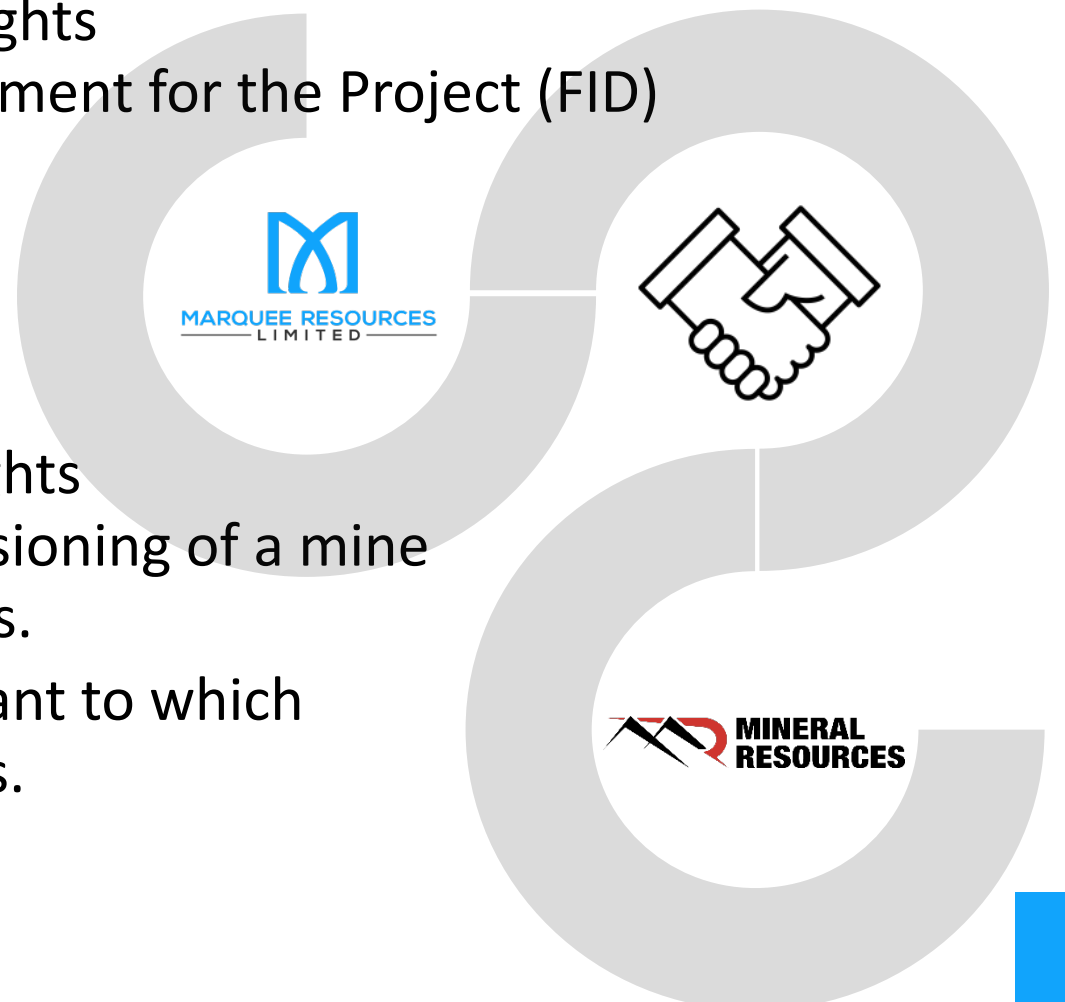 ghts
ment for the Project (FID)
MARQUEE RESOURCES
LIMITED
hts
sioning of a mine
s.
ant to which
s.
MINERAL
RESOURCES